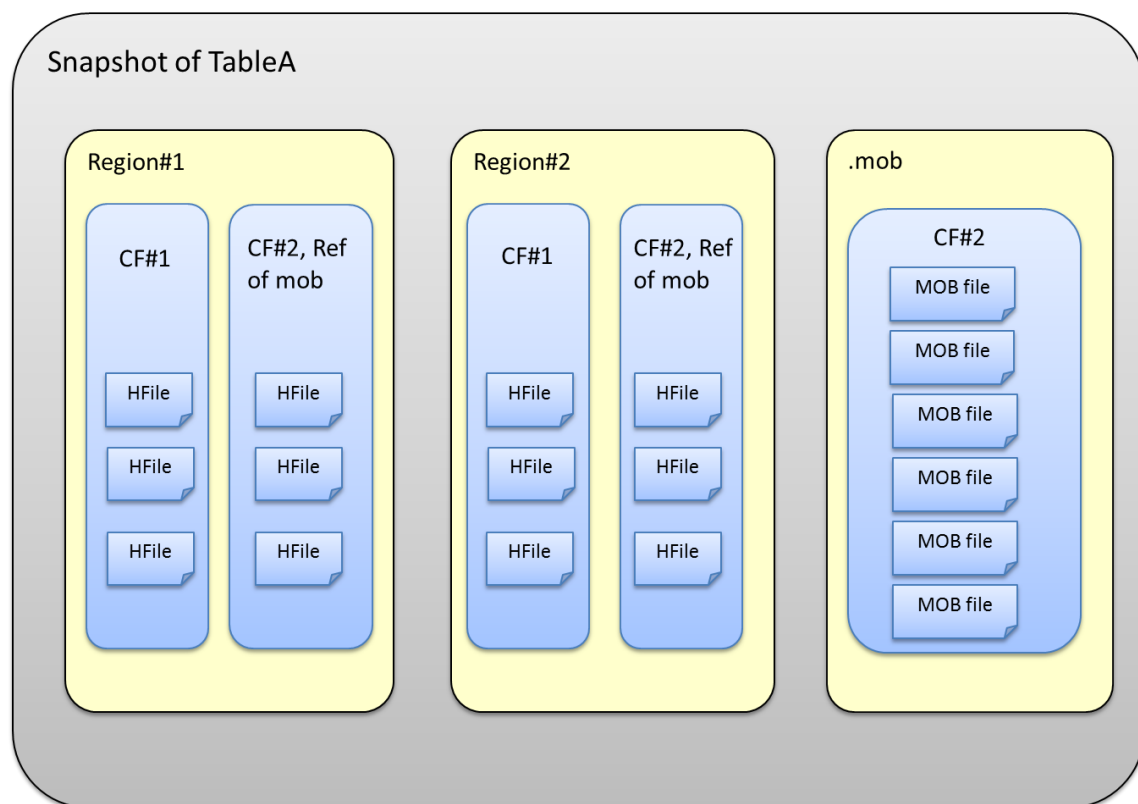 Snapshot of TableA
Region#1
CF#1
HFile
HFile
HFile
CF#2, Ref
of mob
HFile
HFile
HFile
Region#2
CF#1
HFile
HFile
HFile
CF#2, Ref
of mob
HFile
HFile
HFile
.mob
CF#2
MOB file
MOB file
MOB file
MOB file
MOB file
MOB file